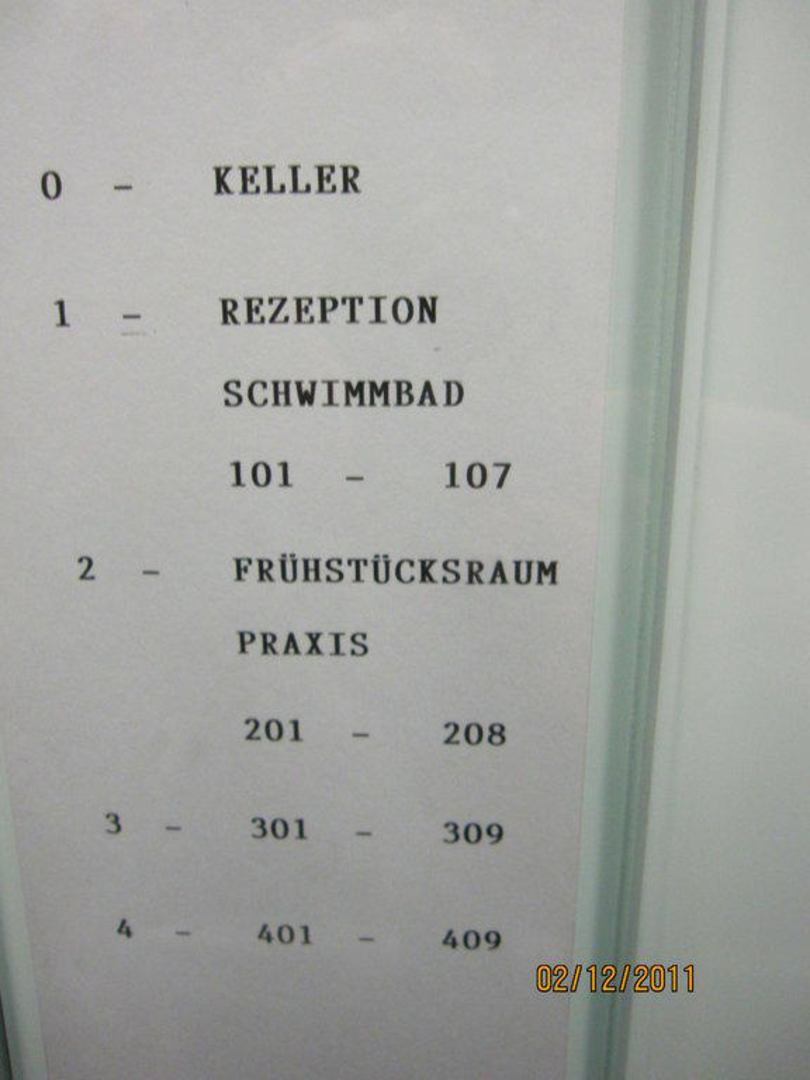 0 - KELLER
1 - REZEPTION
SCHWIMMBAD
101 - 107
2 - FRÜHSTÜCKSRAUM
PRAXIS
201 - 208
3 - 301 - 309
4 - 401 - 409
02/12/2011